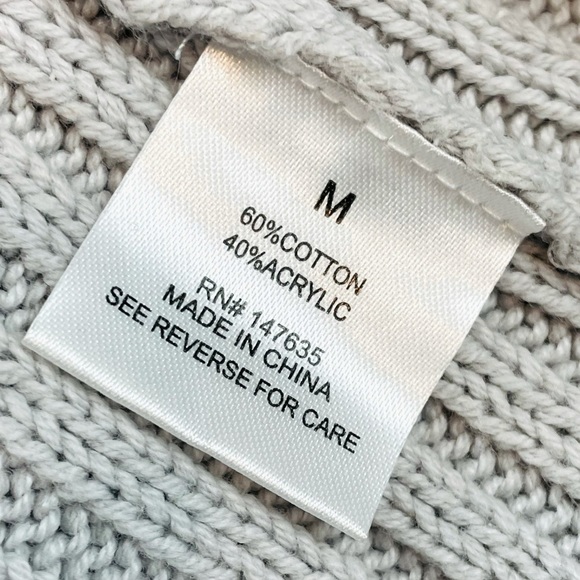 M
60%COTTON
40%ACRYLIC
RN# 147635
MADE IN CHINA
SEE REVERSE FOR CARE